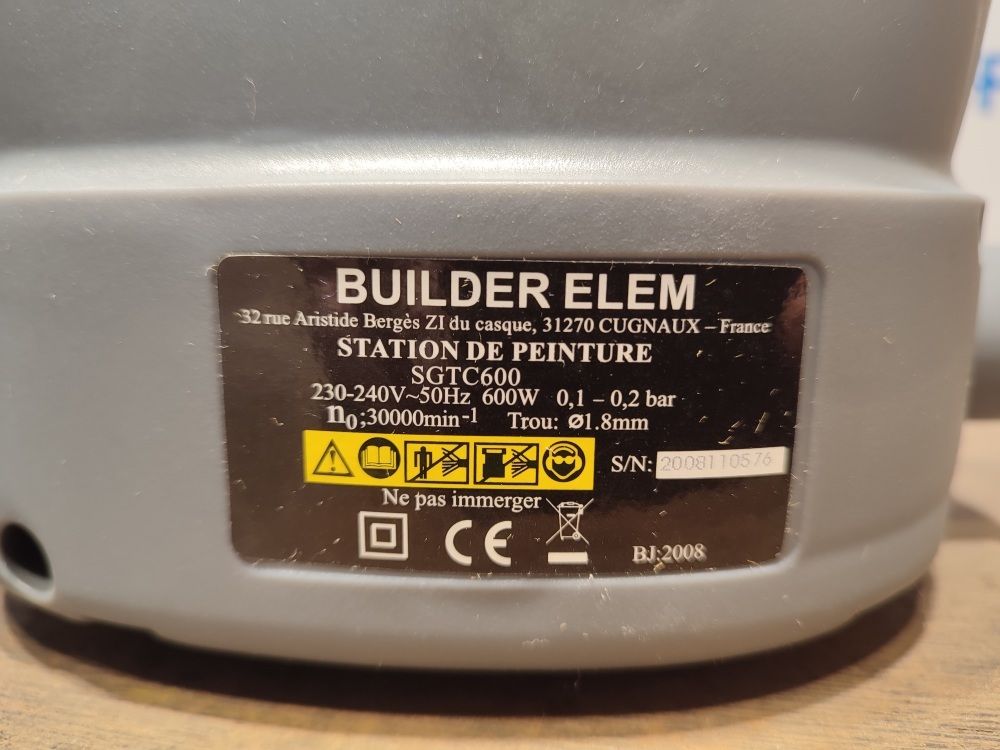 BUILDER ELEM
32 rue Aristide Bergès ZI du casque, 31270 CUGNAUX – France
STATION DE PEINTURE
SGTC600
230-240V~50Hz 600W 0,1 – 0,2 bar
n₀;30000min⁻¹ Trou: ø1.8mm
S/N: 2008110576
Ne pas immerger
CE
BJ:2008